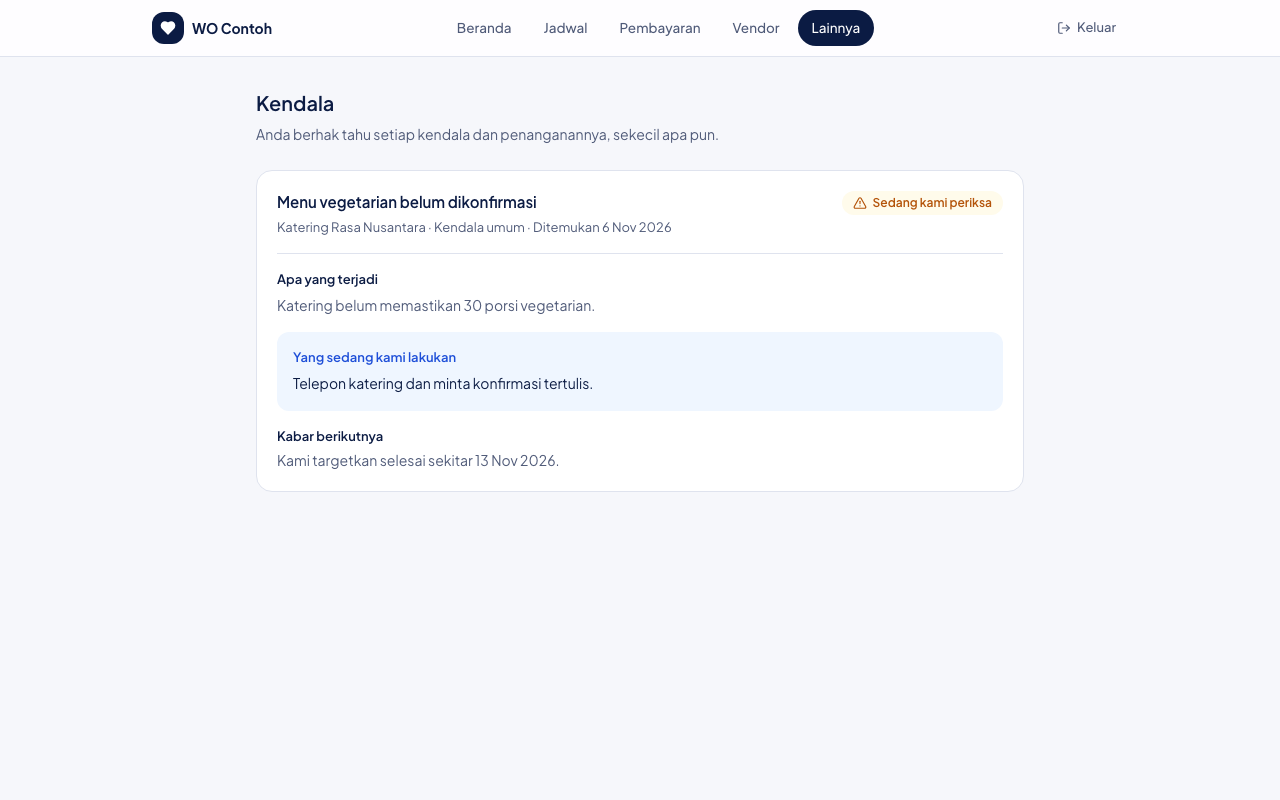 WO Contoh
Beranda
Jadwal
Pembayaran
Vendor
Lainnya
Keluar
Kendala
Anda berhak tahu setiap kendala dan penanganannya, sekecil apa pun.
Menu vegetarian belum dikonfirmasi
Sedang kami periksa
Katering Rasa Nusantara · Kendala umum · Ditemukan 6 Nov 2026
Apa yang terjadi
Katering belum memastikan 30 porsi vegetarian.
Yang sedang kami lakukan
Telepon katering dan minta konfirmasi tertulis.
Kabar berikutnya
Kami targetkan selesai sekitar 13 Nov 2026.